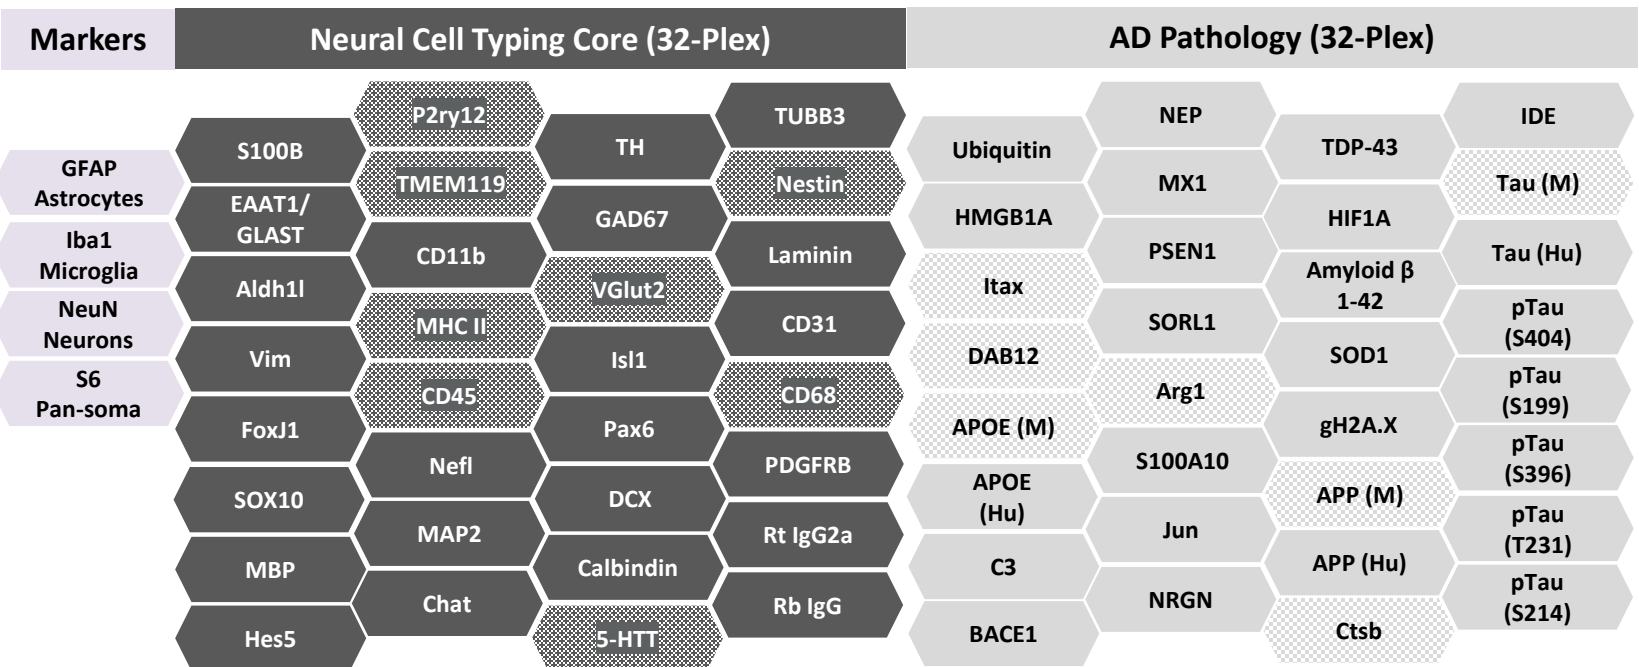 Markers
Neural Cell Typing Core (32-Plex)
AD Pathology (32-Plex)
GFAP
Astrocytes
Iba1
Microglia
NeuN
Neurons
S6
Pan-soma
S100B
EAAT1/
GLAST
Aldh1l
Vim
FoxJ1
SOX10
MBP
Hes5
P2ry12
TMEM119
CD11b
MHC II
CD45
Nefl
MAP2
Chat
TH
GAD67
VGlut2
Isl1
Pax6
DCX
Calbindin
5-HTT
TUBB3
Nestin
Laminin
CD31
CD68
PDGFRB
Rt IgG2a
Rb IgG
Ubiquitin
HMGB1A
Itax
DAB12
APOE (M)
APOE
(Hu)
C3
BACE1
NEP
MX1
PSEN1
SORL1
Arg1
S100A10
Jun
NRGN
TDP-43
HIF1A
Amyloid β
1-42
SOD1
gH2A.X
APP (M)
APP (Hu)
Ctsb
IDE
Tau (M)
Tau (Hu)
pTau
(S404)
pTau
(S199)
pTau
(S396)
pTau
(T231)
pTau
(S214)